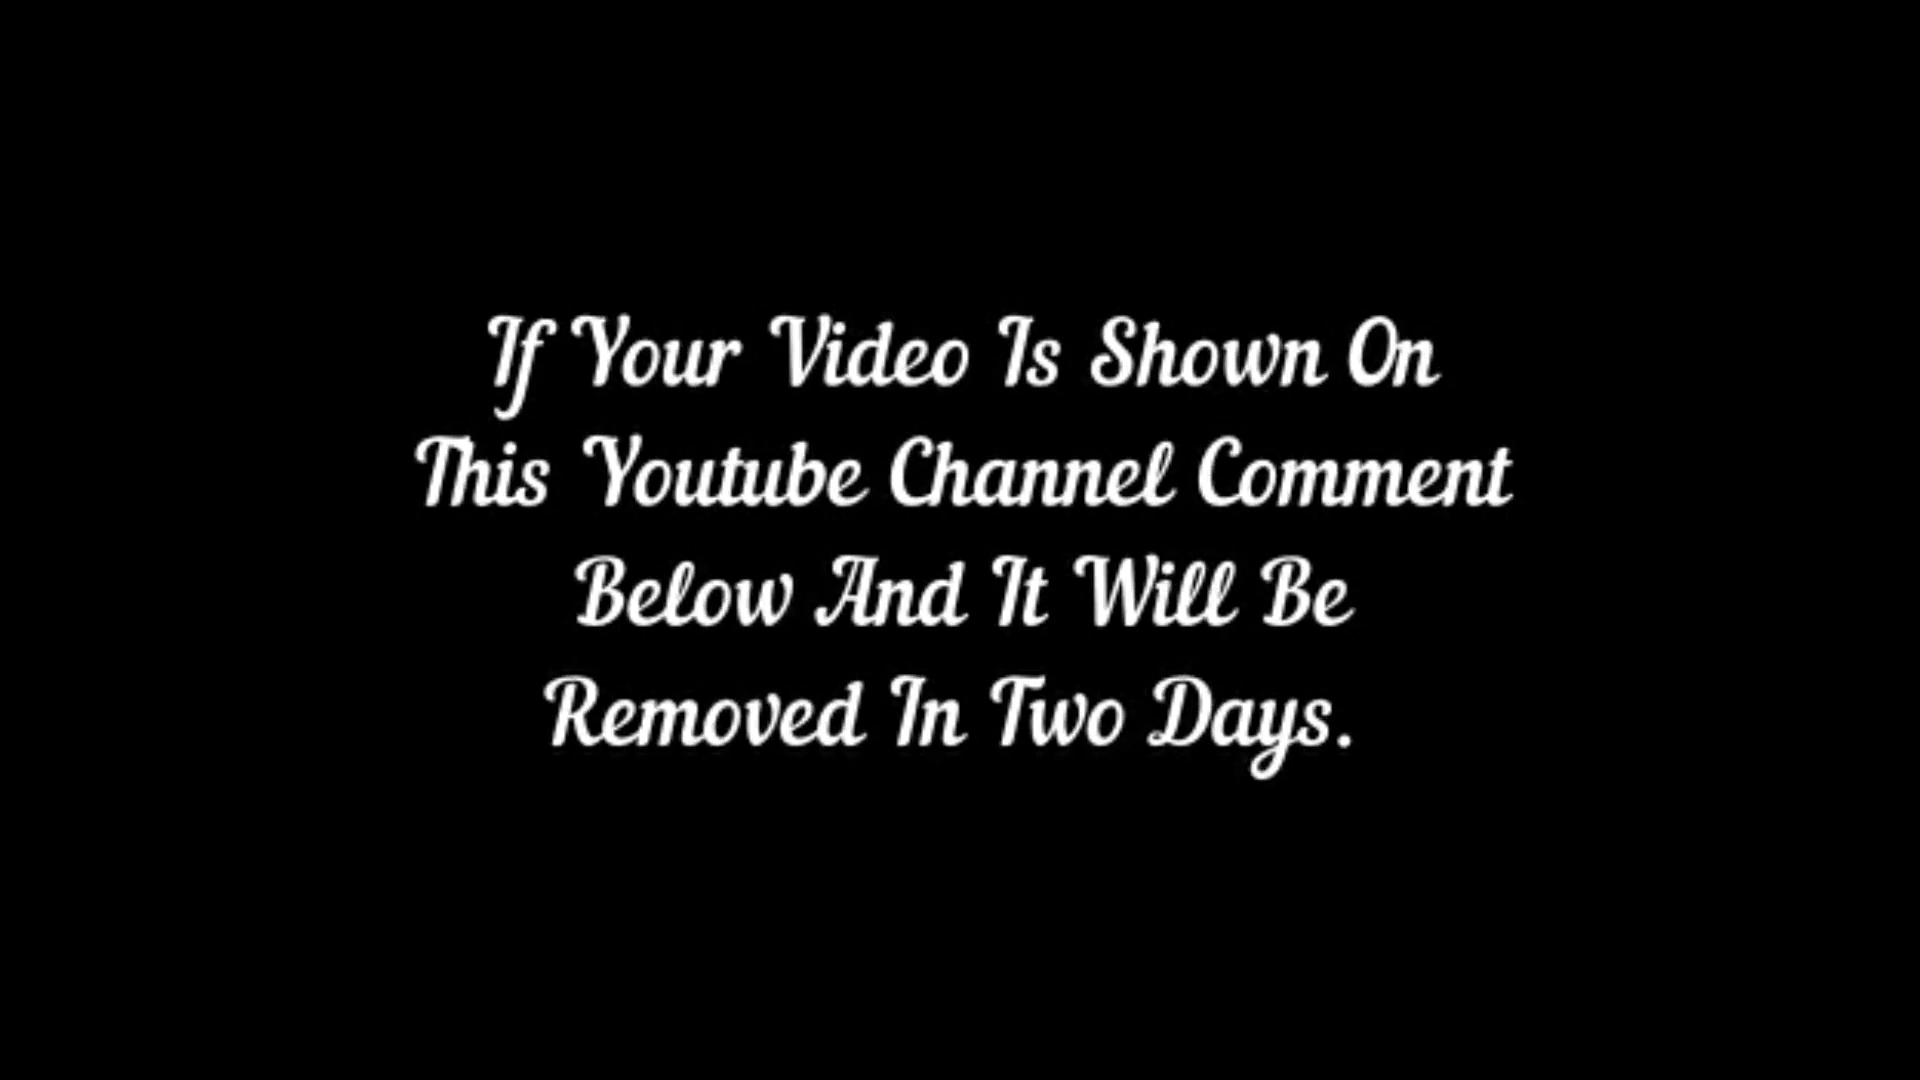 If Your Video Is Shown On
This Youtube Channel Comment
Below And It Will Be
Removed In Two Days.